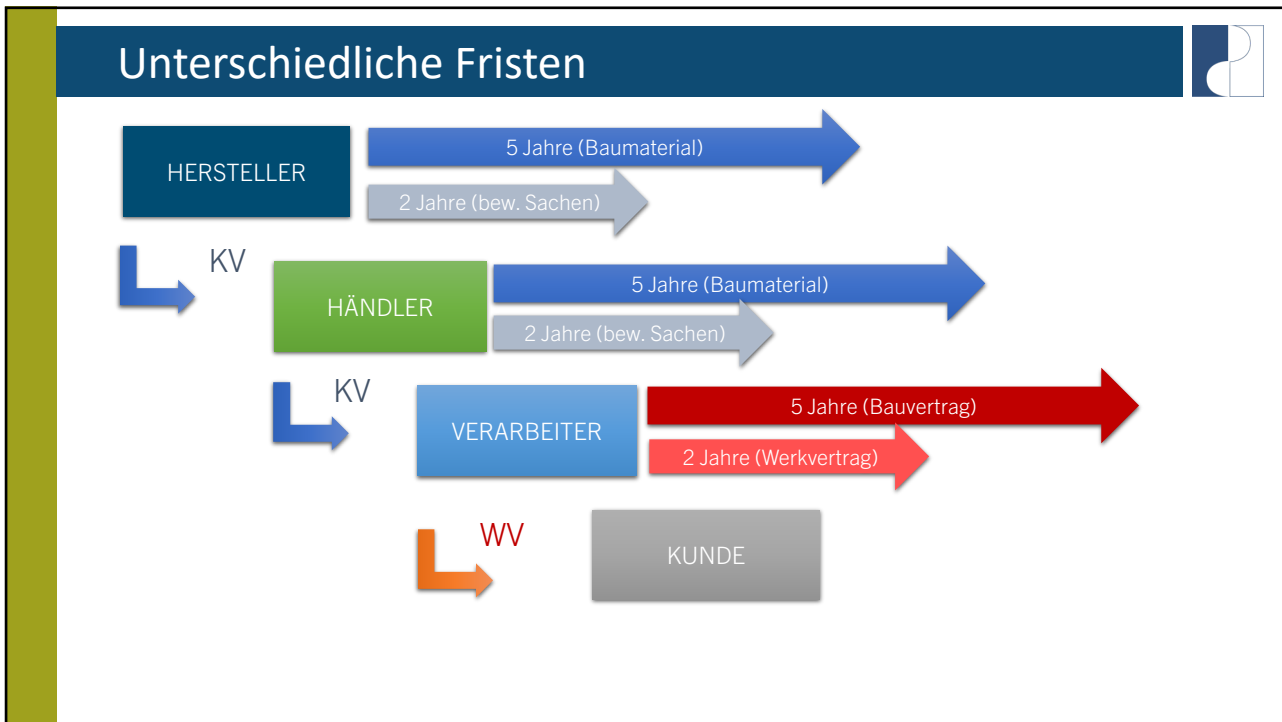 Unterschiedliche Fristen
HERSTELLER
5 Jahre (Baumaterial)
2 Jahre (bew. Sachen)
KV
HÄNDLER
5 Jahre (Baumaterial)
2 Jahre (bew. Sachen)
KV
VERARBEITER
5 Jahre (Bauvertrag)
2 Jahre (Werkvertrag)
WV
KUNDE